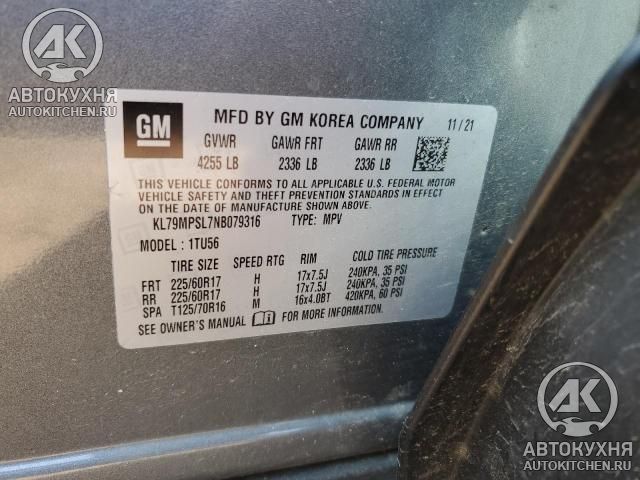 AK
АВТОКУХНЯ
AUTOKITCHEN.RU
GM
MFD BY GM KOREA COMPANY 11/21
GVWR GAWR FRT GAWR RR
4255 LB 2336 LB 2336 LB
THIS VEHICLE CONFORMS TO ALL APPLICABLE U.S. FEDERAL MOTOR
VEHICLE SAFETY AND THEFT PREVENTION STANDARDS IN EFFECT ON THE
DATE OF MANUFACTURE SHOWN ABOVE.
KL79MPSL7NB079316 TYPE: MPV
MODEL : 1TU56
TIRE SIZE SPEED RTG RIM COLD TIRE PRESSURE
FRT 225/60R17 H 17x7.5J 240KPA, 35 PSI
RR 225/60R17 H 17x7.5J 240KPA, 35 PSI
SPA T125/70R16 M 16x4.0BT 420KPA, 60 PSI
SEE OWNER'S MANUAL FOR MORE INFORMATION.
AK
АВТОКУХНЯ
AUTOKITCHEN.RU